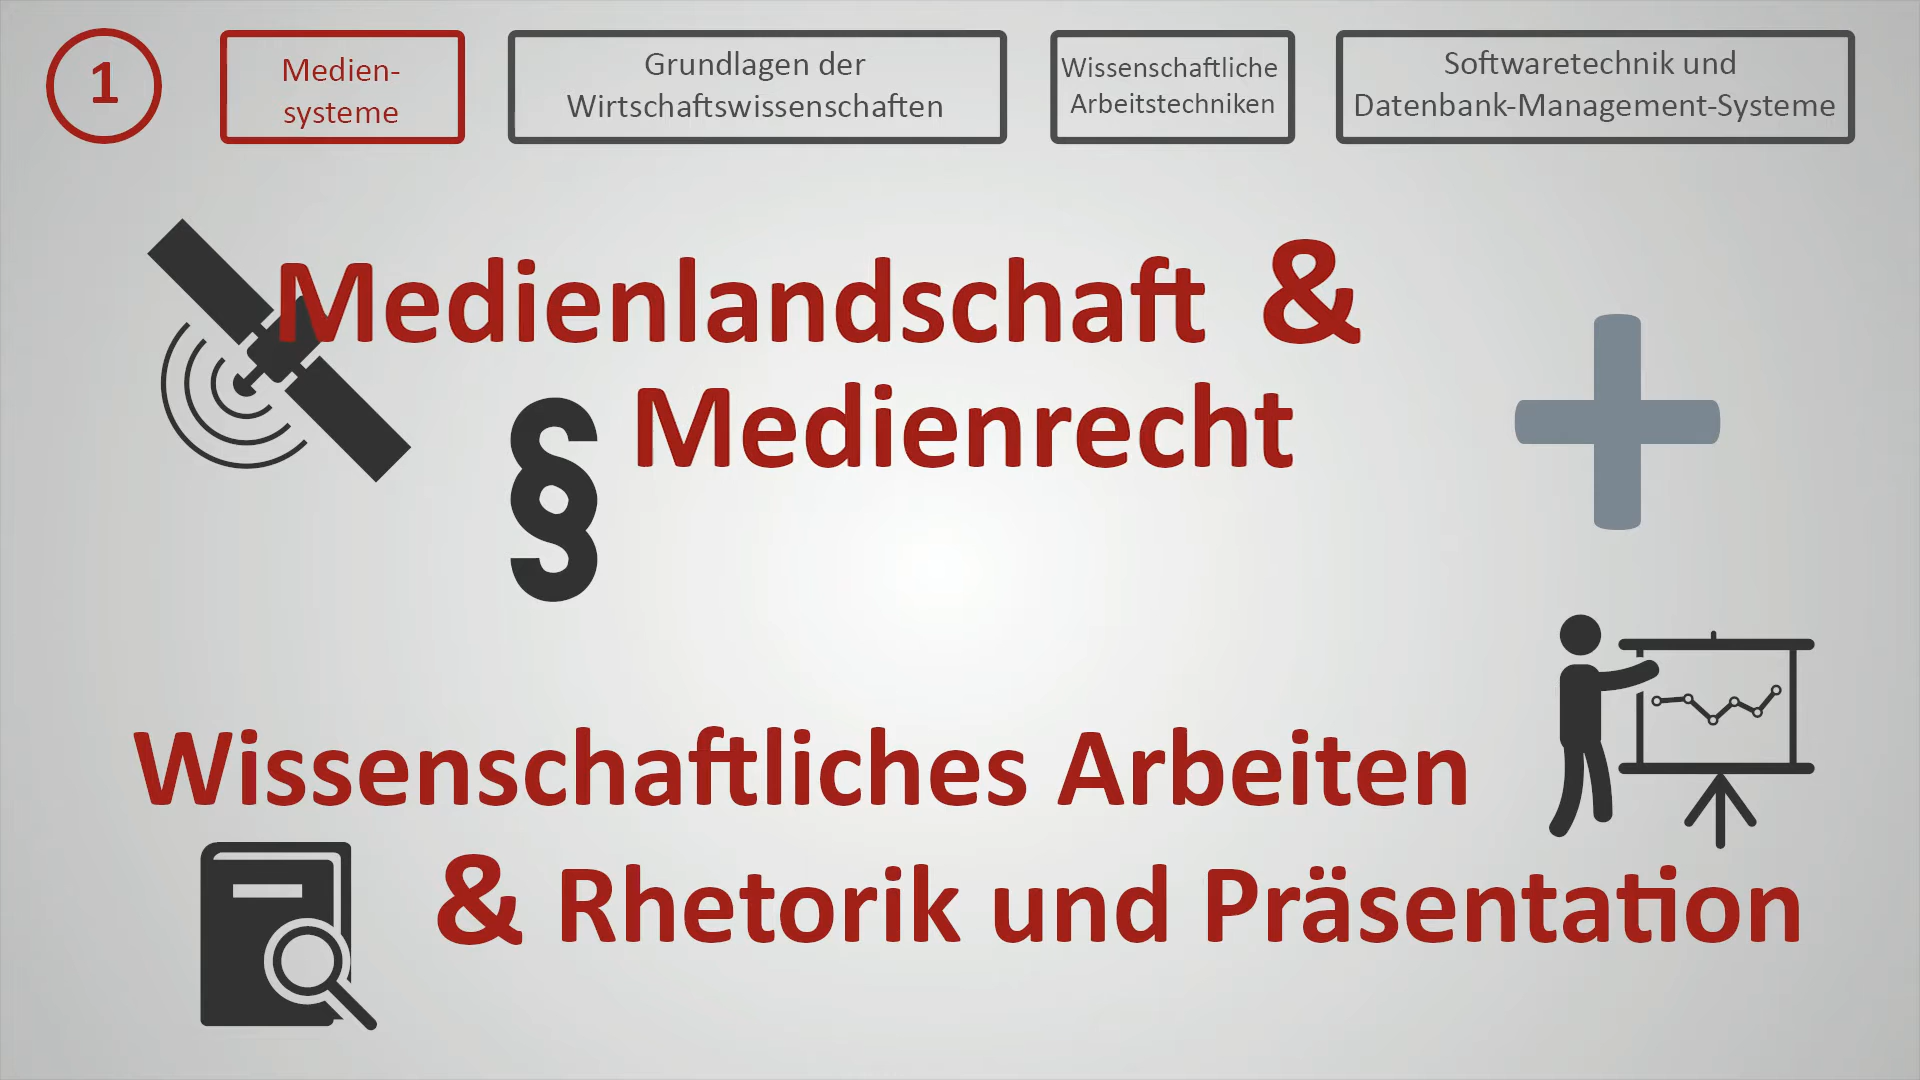 1
Medien-
systeme
Grundlagen der
Wirtschaftswissenschaften
Wissenschaftliche
Arbeitstechniken
Softwaretechnik und
Datenbank-Management-Systeme
Medienlandschaft &
§ Medienrecht
Wissenschaftliches Arbeiten
& Rhetorik und Präsentation